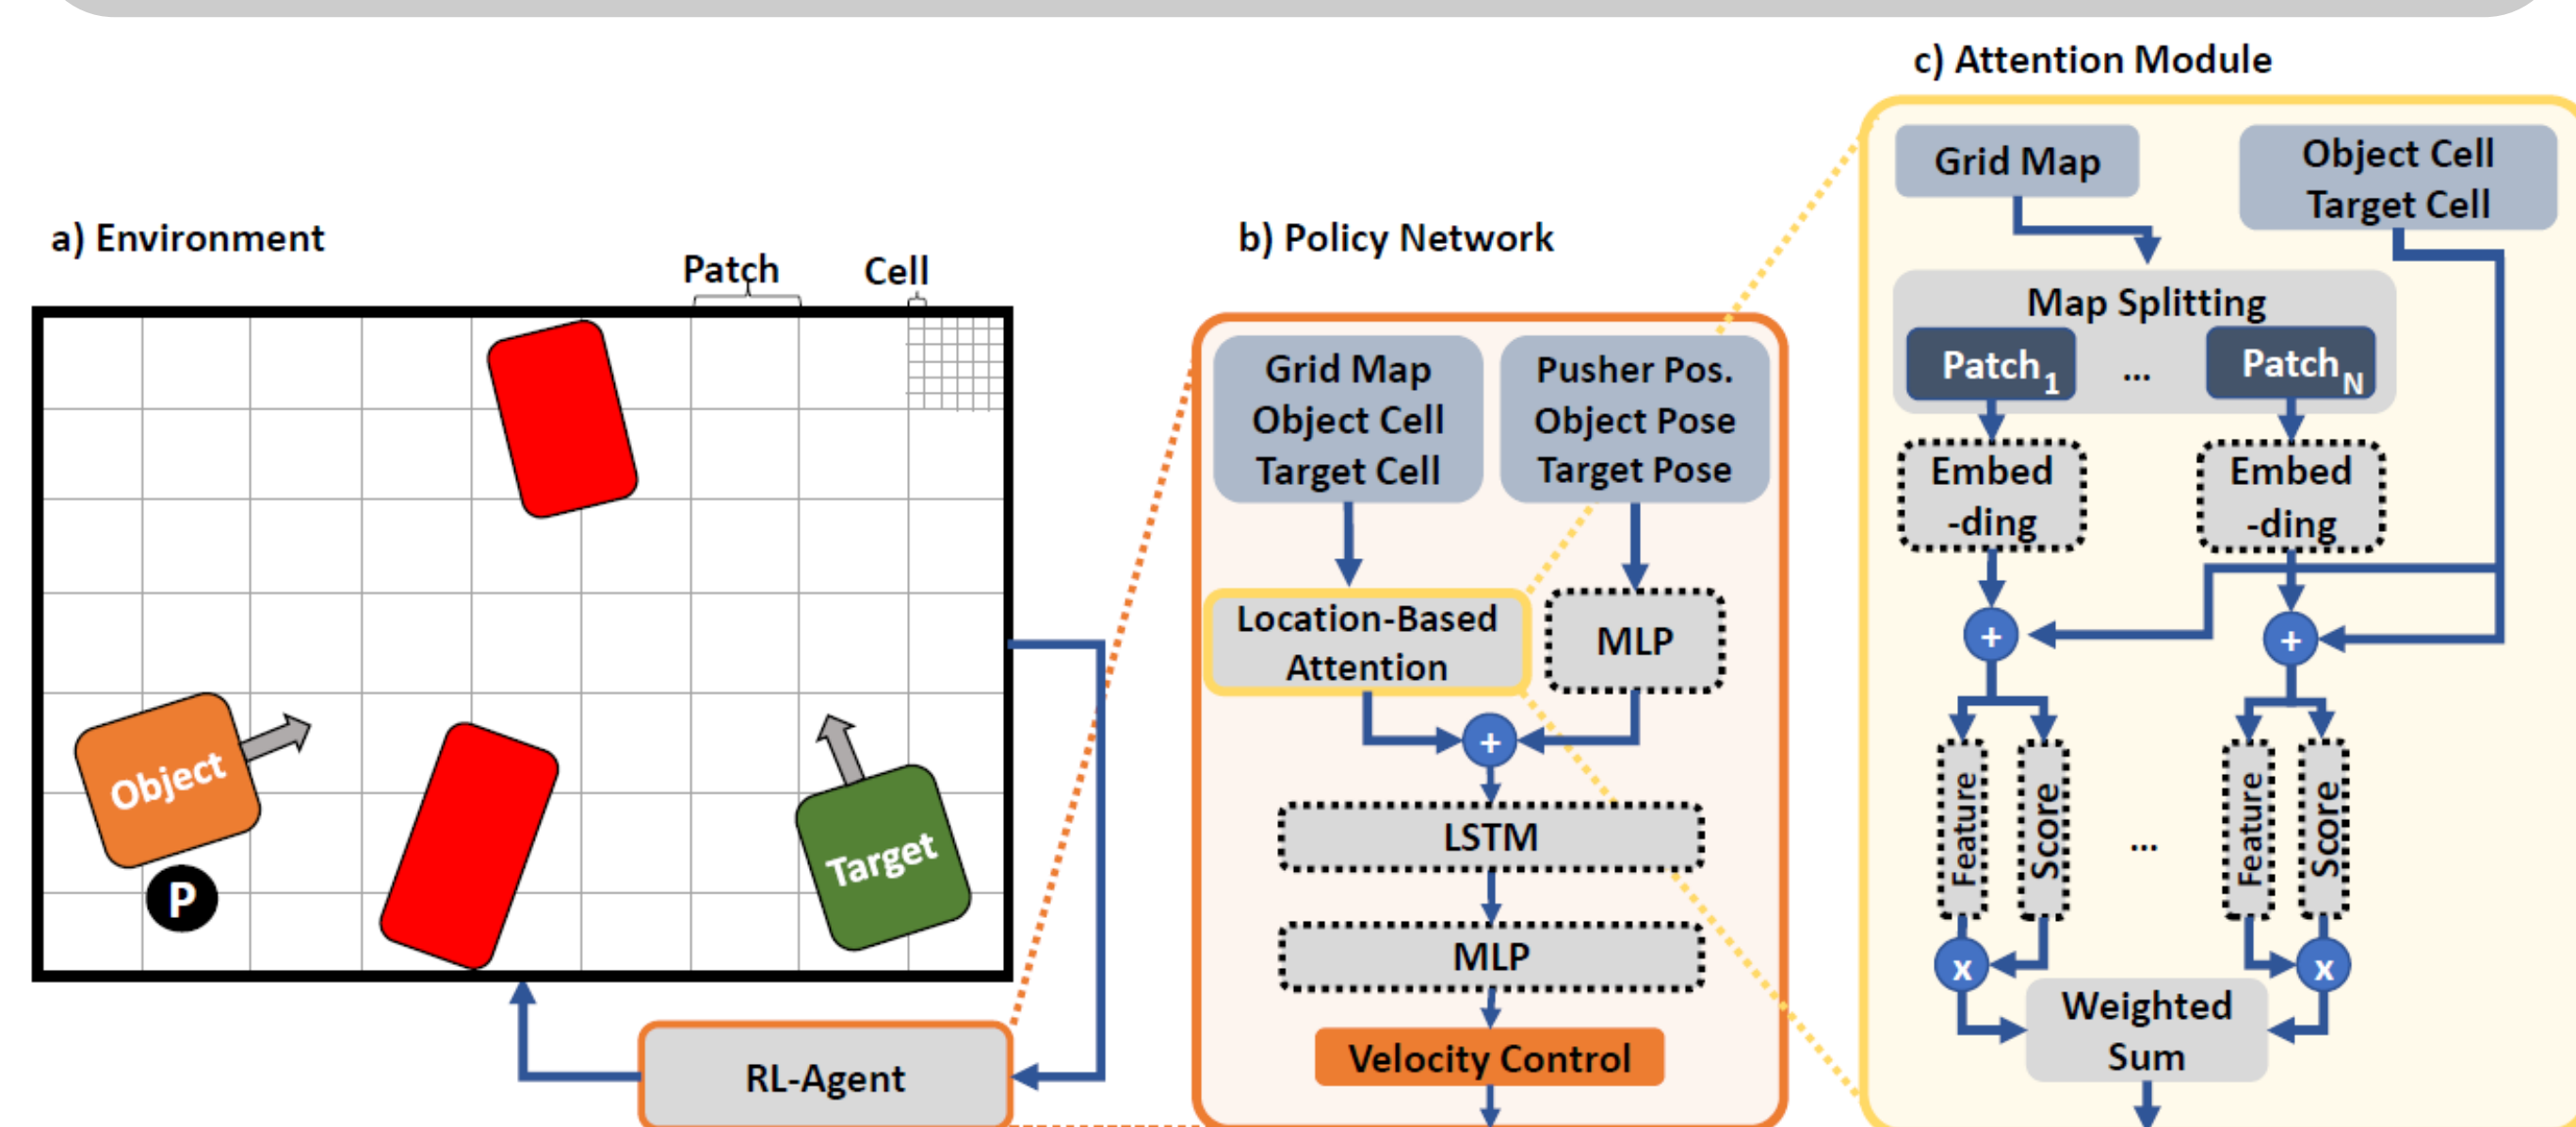 a) Environment
Patch
Cell
Object
P
Target
RL-Agent
b) Policy Network
Grid Map
Object Cell
Target Cell
Pusher Pos.
Object Pose
Target Pose
Location-Based
Attention
MLP
+
LSTM
MLP
Velocity Control
c) Attention Module
Grid Map
Object Cell
Target Cell
Map Splitting
Patch1
...
PatchN
Embed
-ding
Embed
-ding
+
+
Feature
Score
...
Feature
Score
x
x
Weighted
Sum